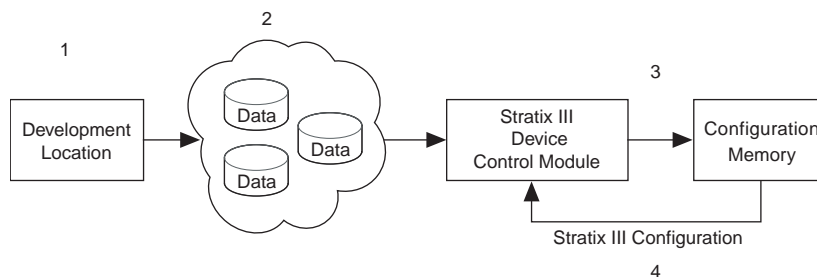 1
2
3
Development
Location
Data
Data
Data
Stratix III
Device
Control Module
Configuration
Memory
Stratix III Configuration
4